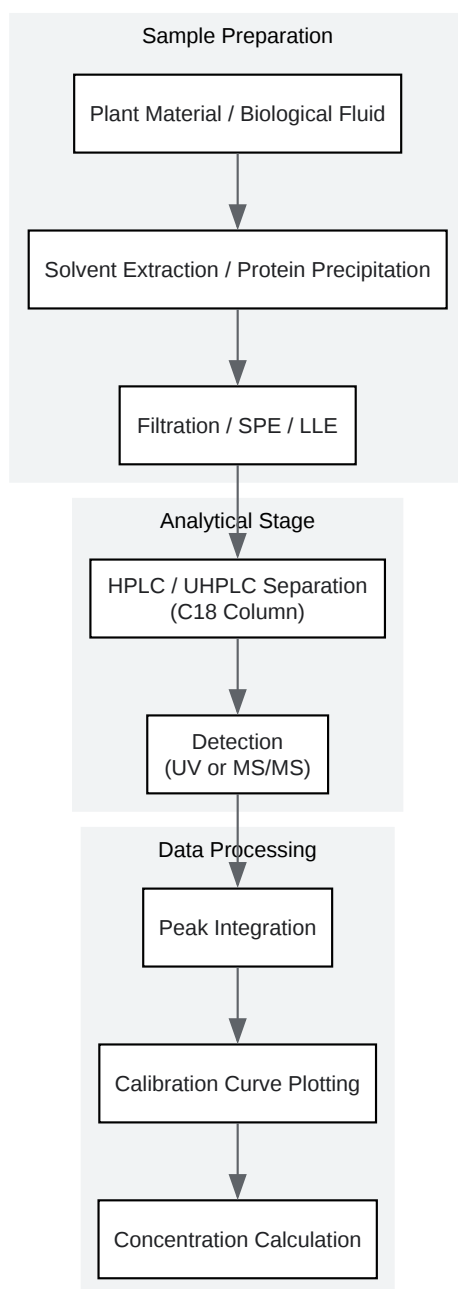 Sample Preparation
Plant Material / Biological Fluid
Solvent Extraction / Protein Precipitation
Filtration / SPE / LLE
Analytical Stage
HPLC / UHPLC Separation
(C18 Column)
Detection
(UV or MS/MS)
Data Processing
Peak Integration
Calibration Curve Plotting
Concentration Calculation